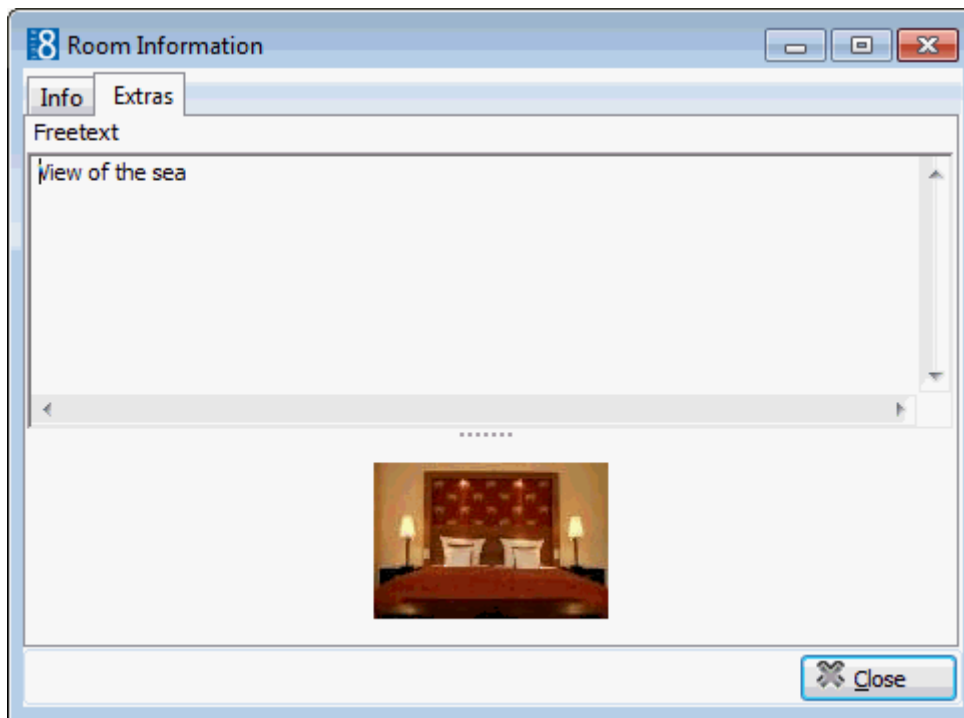 8 Room Information
Info Extras
Freetext
View of the sea
Close